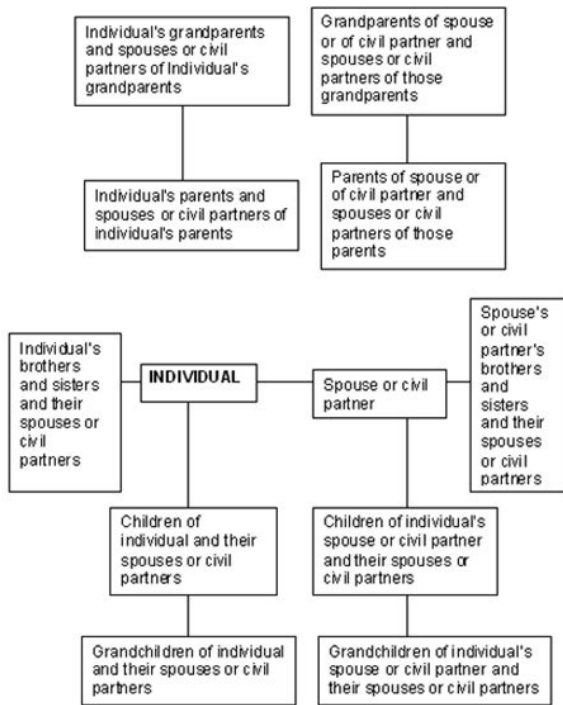 Individual's grandparents
and spouses or civil
partners of Individual's
grandparents
Grandparents of spouse
or of civil partner and
spouses or civil
partners of those
grandparents
Individual's parents and
spouses or civil partners of
individual's parents
Parents of spouse or
of civil partner and
spouses or civil
partners of those
parents
Individual's
brothers
and sisters
and their
spouses or
civil
partners
INDIVIDUAL
Spouse or civil
partner
Spouse's
or civil
partner's
brothers
and
sisters
and their
spouses
or civil
partners
Children of
individual and their
spouses or civil
partners
Children of individual's
spouse or civil partner
and their spouses or
civil partners
Grandchildren of individual
and their spouses or civil
partners
Grandchildren of individual's
spouse or civil partner and
their spouses or civil partners